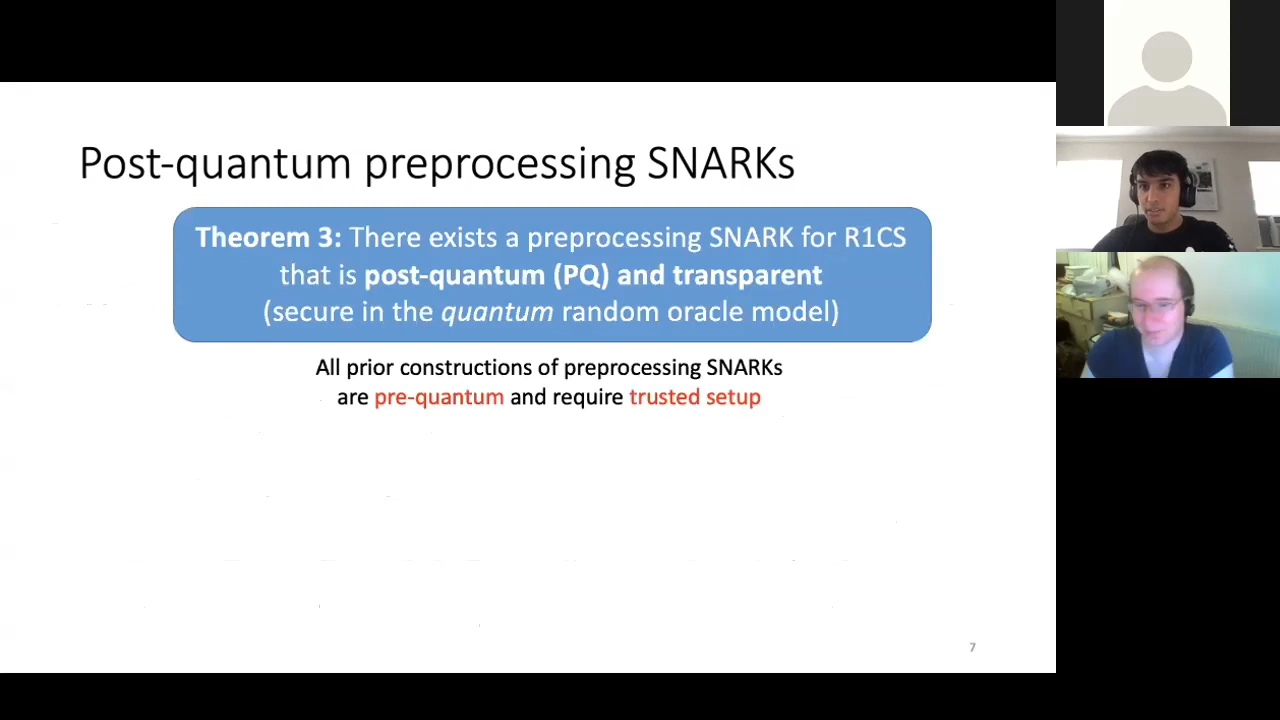 Post-quantum preprocessing SNARKs
Theorem 3: There exists a preprocessing SNARK for R1CS
that is post-quantum (PQ) and transparent
(secure in the quantum random oracle model)
All prior constructions of preprocessing SNARKs
are pre-quantum and require trusted setup
7